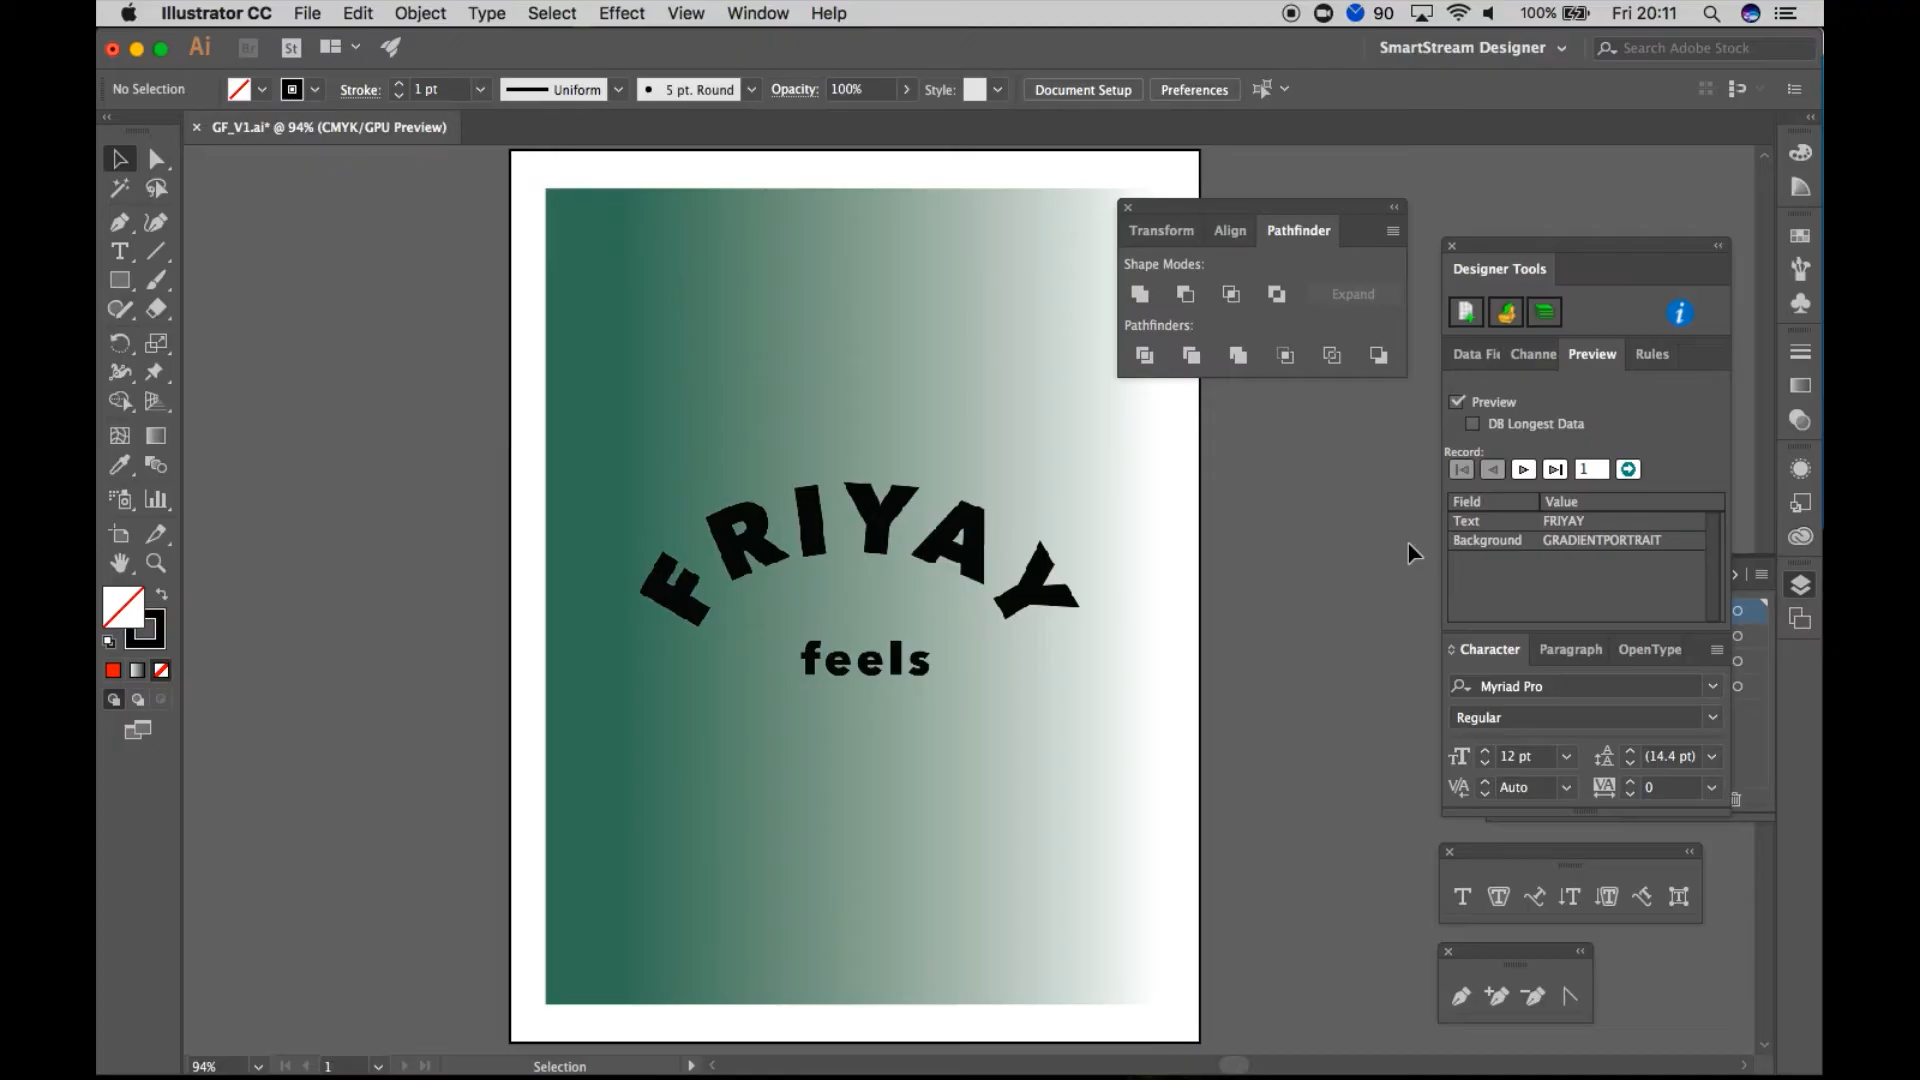 Illustrator CC File Edit Object Type Select Effect View Window Help 90 100% Fri 20:11
Ai Br St SmartStream Designer Search Adobe Stock
No Selection Stroke: 1 pt Uniform 5 pt. Round Opacity: 100% Style: Document Setup Preferences
GF_V1.ai* @ 94% (CMYK/GPU Preview)
Transform Align Pathfinder
Shape Modes:
Expand
Pathfinders:
Designer Tools
Data Fi Channe Preview Rules
Preview
DB Longest Data
Record:
1
Field Value
Text FRIYAY
Background GRADIENTPORTRAIT
FRIYAY
feels
Character Paragraph OpenType
Myriad Pro
Regular
12 pt (14.4 pt)
Auto 0
94% 1 Selection